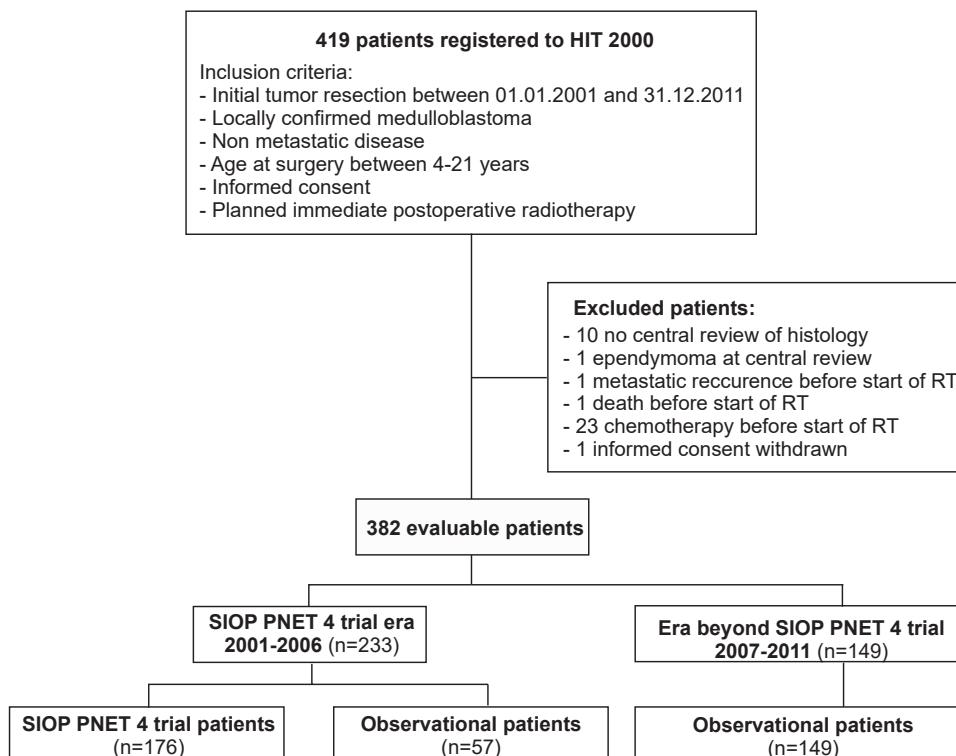 419 patients registered to HIT 2000
Inclusion criteria:
- Initial tumor resection between 01.01.2001 and 31.12.2011
- Locally confirmed medulloblastoma
- Non metastatic disease
- Age at surgery between 4-21 years
- Informed consent
- Planned immediate postoperative radiotherapy
Excluded patients:
- 10 no central review of histology
- 1 ependymoma at central review
- 1 metastatic reccurence before start of RT
- 1 death before start of RT
- 23 chemotherapy before start of RT
- 1 informed consent withdrawn
382 evaluable patients
SIOP PNET 4 trial era
2001-2006 (n=233)
Era beyond SIOP PNET 4 trial
2007-2011 (n=149)
SIOP PNET 4 trial patients
(n=176)
Observational patients
(n=57)
Observational patients
(n=149)